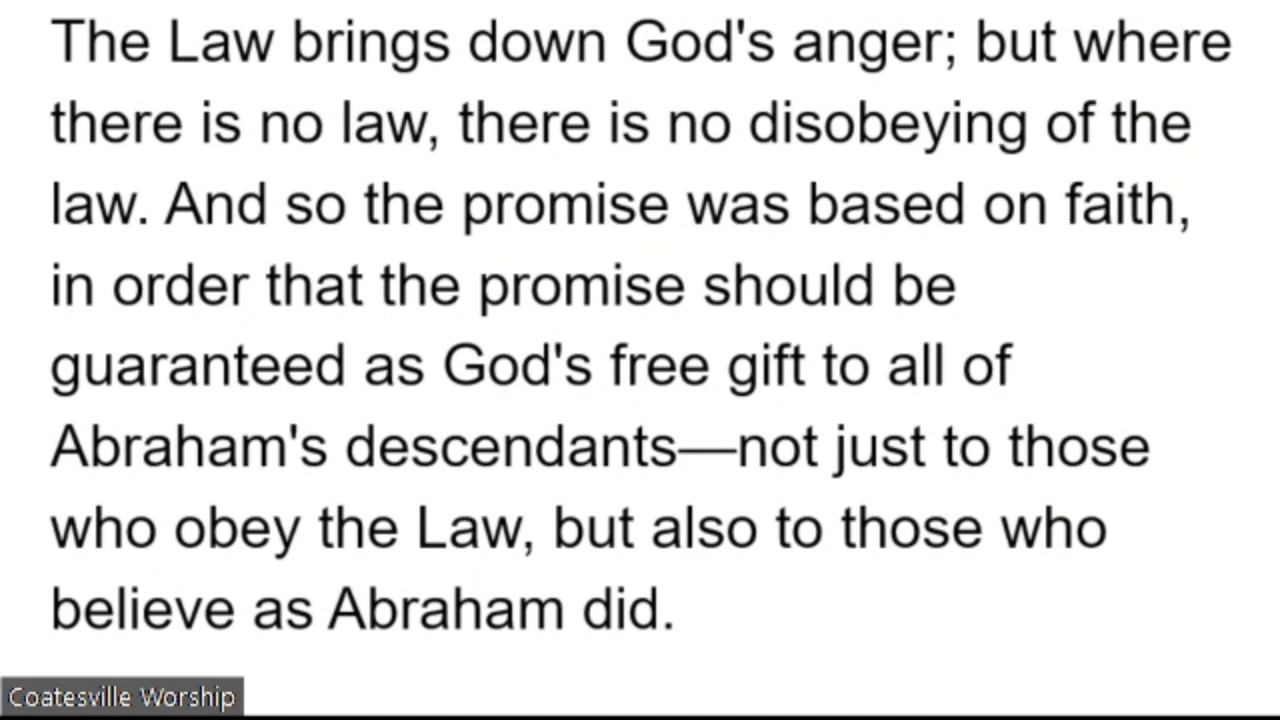 The Law brings down God's anger; but where
there is no law, there is no disobeying of the
law. And so the promise was based on faith,
in order that the promise should be
guaranteed as God's free gift to all of
Abraham's descendants—not just to those
who obey the Law, but also to those who
believe as Abraham did.
Coatesville Worship